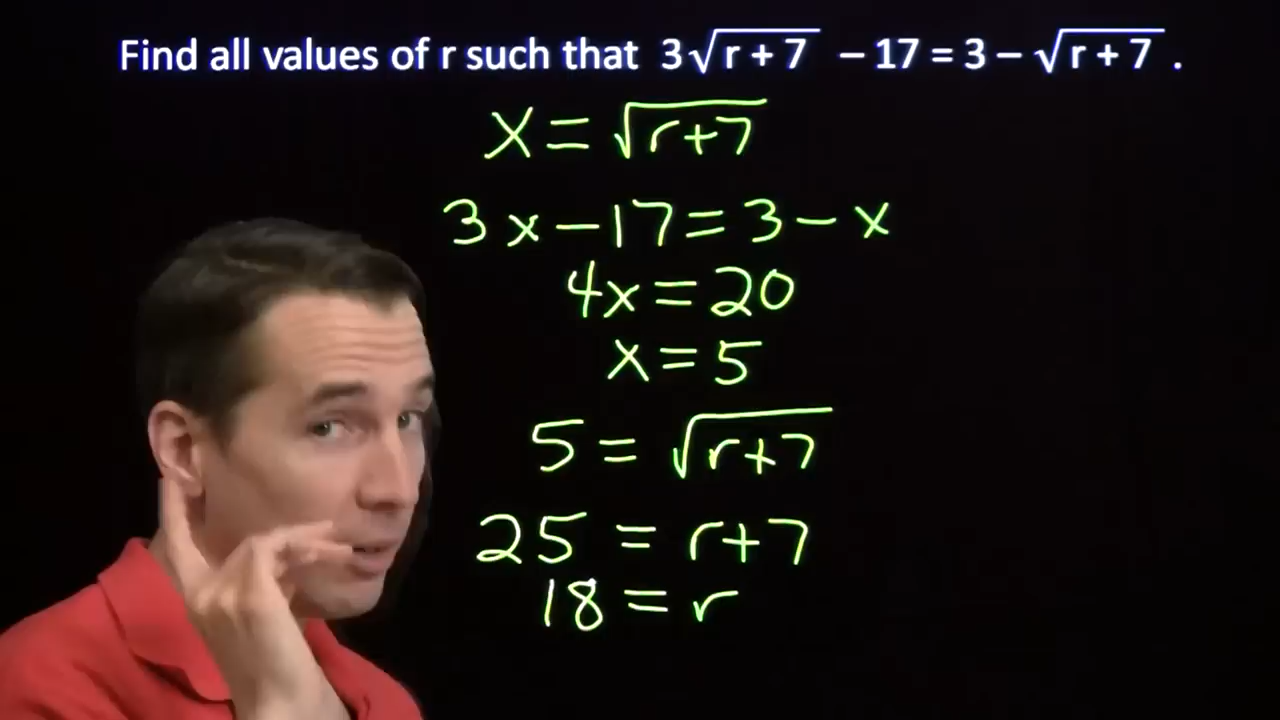 Find all values of r such that 3√(r + 7) – 17 = 3 – √(r + 7) .
x = √(r+7)
3x – 17 = 3 – x
4x = 20
x = 5
5 = √(r+7)
25 = r+7
18 = r